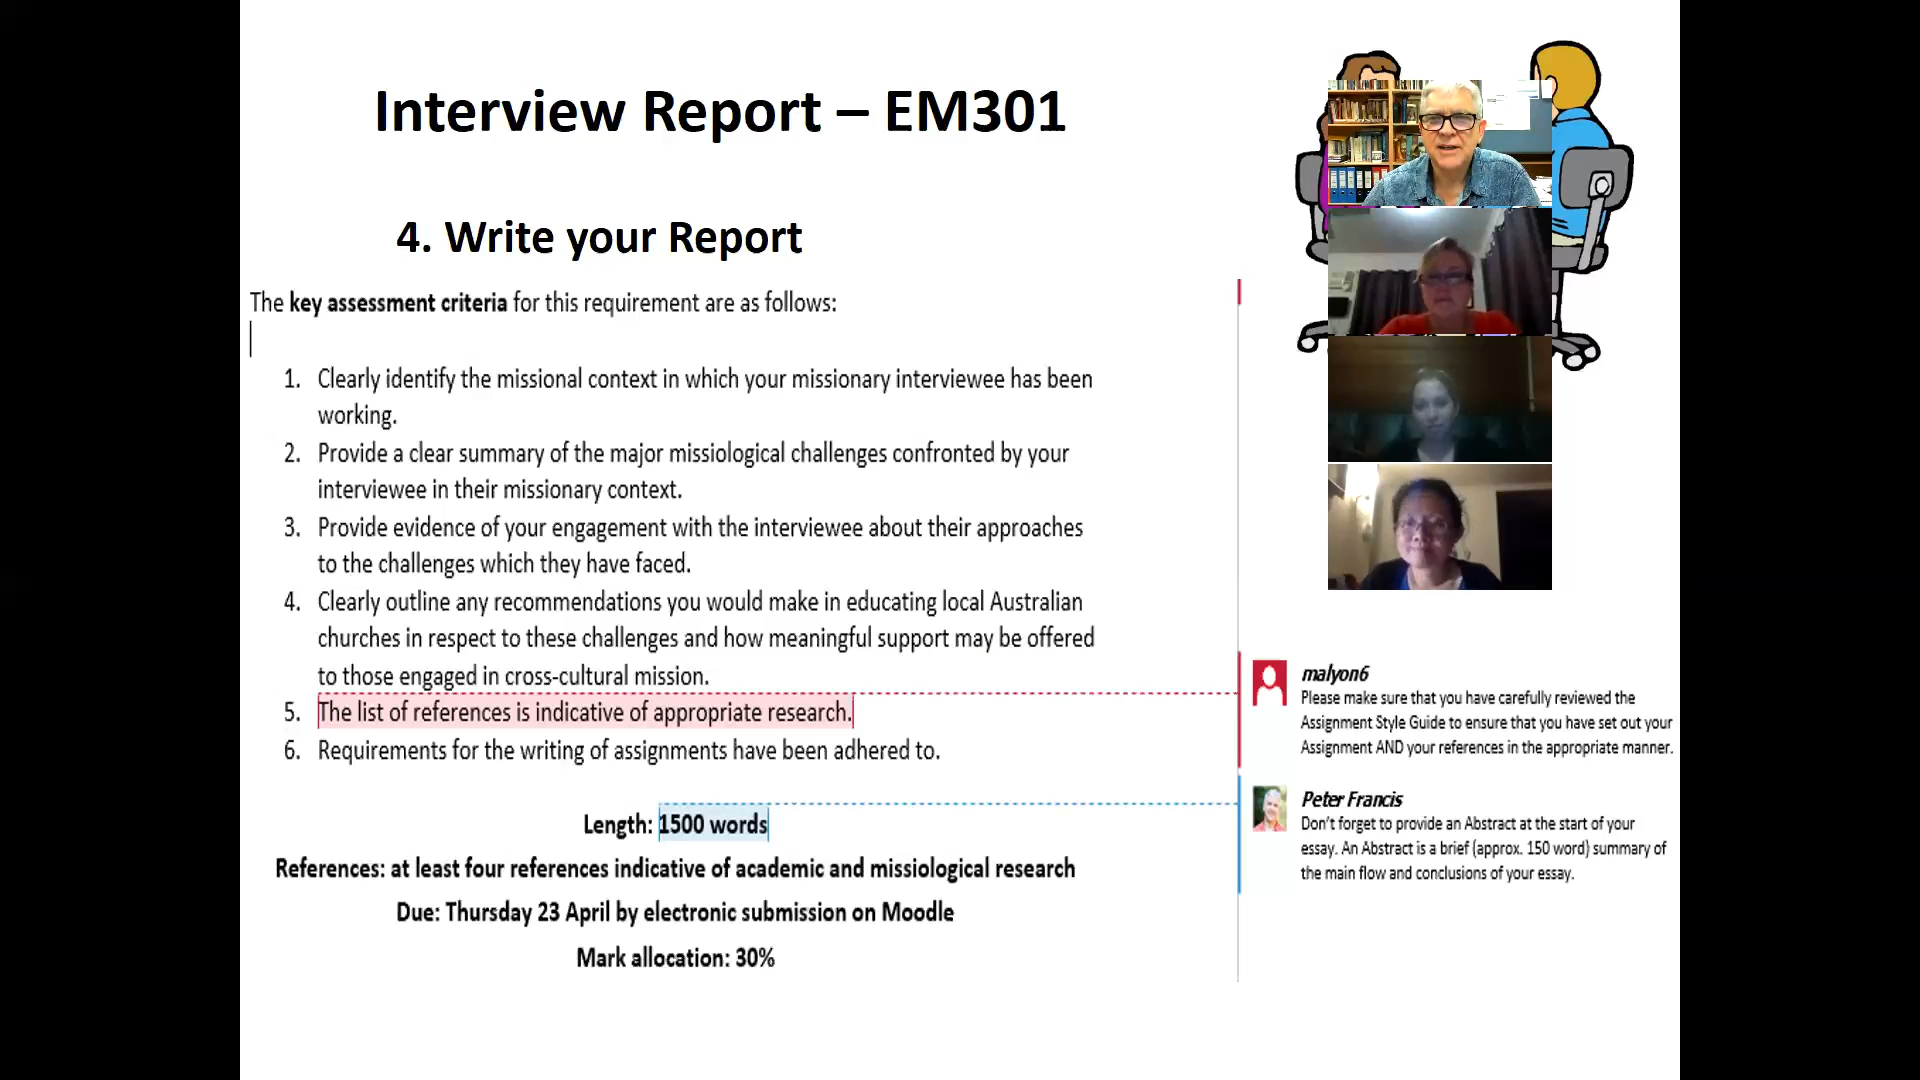 Interview Report – EM301
4. Write your Report
The key assessment criteria for this requirement are as follows:
1. Clearly identify the missional context in which your missionary interviewee has been
working.
2. Provide a clear summary of the major missiological challenges confronted by your
interviewee in their missionary context.
3. Provide evidence of your engagement with the interviewee about their approaches
to the challenges which they have faced.
4. Clearly outline any recommendations you would make in educating local Australian
churches in respect to these challenges and how meaningful support may be offered
to those engaged in cross-cultural mission.
5. The list of references is indicative of appropriate research.
6. Requirements for the writing of assignments have been adhered to.
Length: 1500 words
References: at least four references indicative of academic and missiological research
Due: Thursday 23 April by electronic submission on Moodle
Mark allocation: 30%
malyon6
Please make sure that you have carefully reviewed the
Assignment Style Guide to ensure that you have set out your
Assignment AND your references in the appropriate manner.
Peter Francis
Don't forget to provide an Abstract at the start of your
essay. An Abstract is a brief (approx. 150 word) summary of
the main flow and conclusions of your essay.